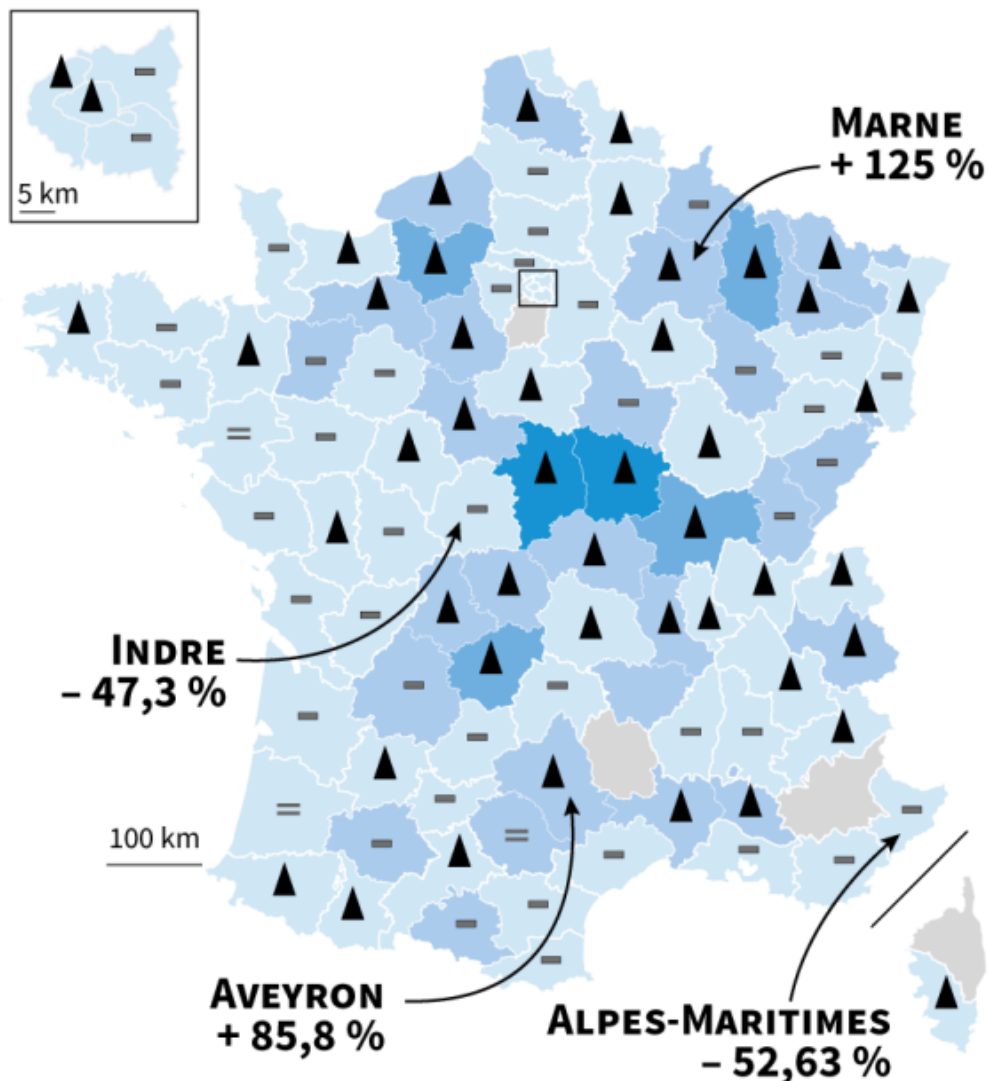 5 km
MARNE
+ 125 %
INDRE
– 47,3 %
100 km
AVEYRON
+ 85,8 %
ALPES-MARITIMES
– 52,63 %